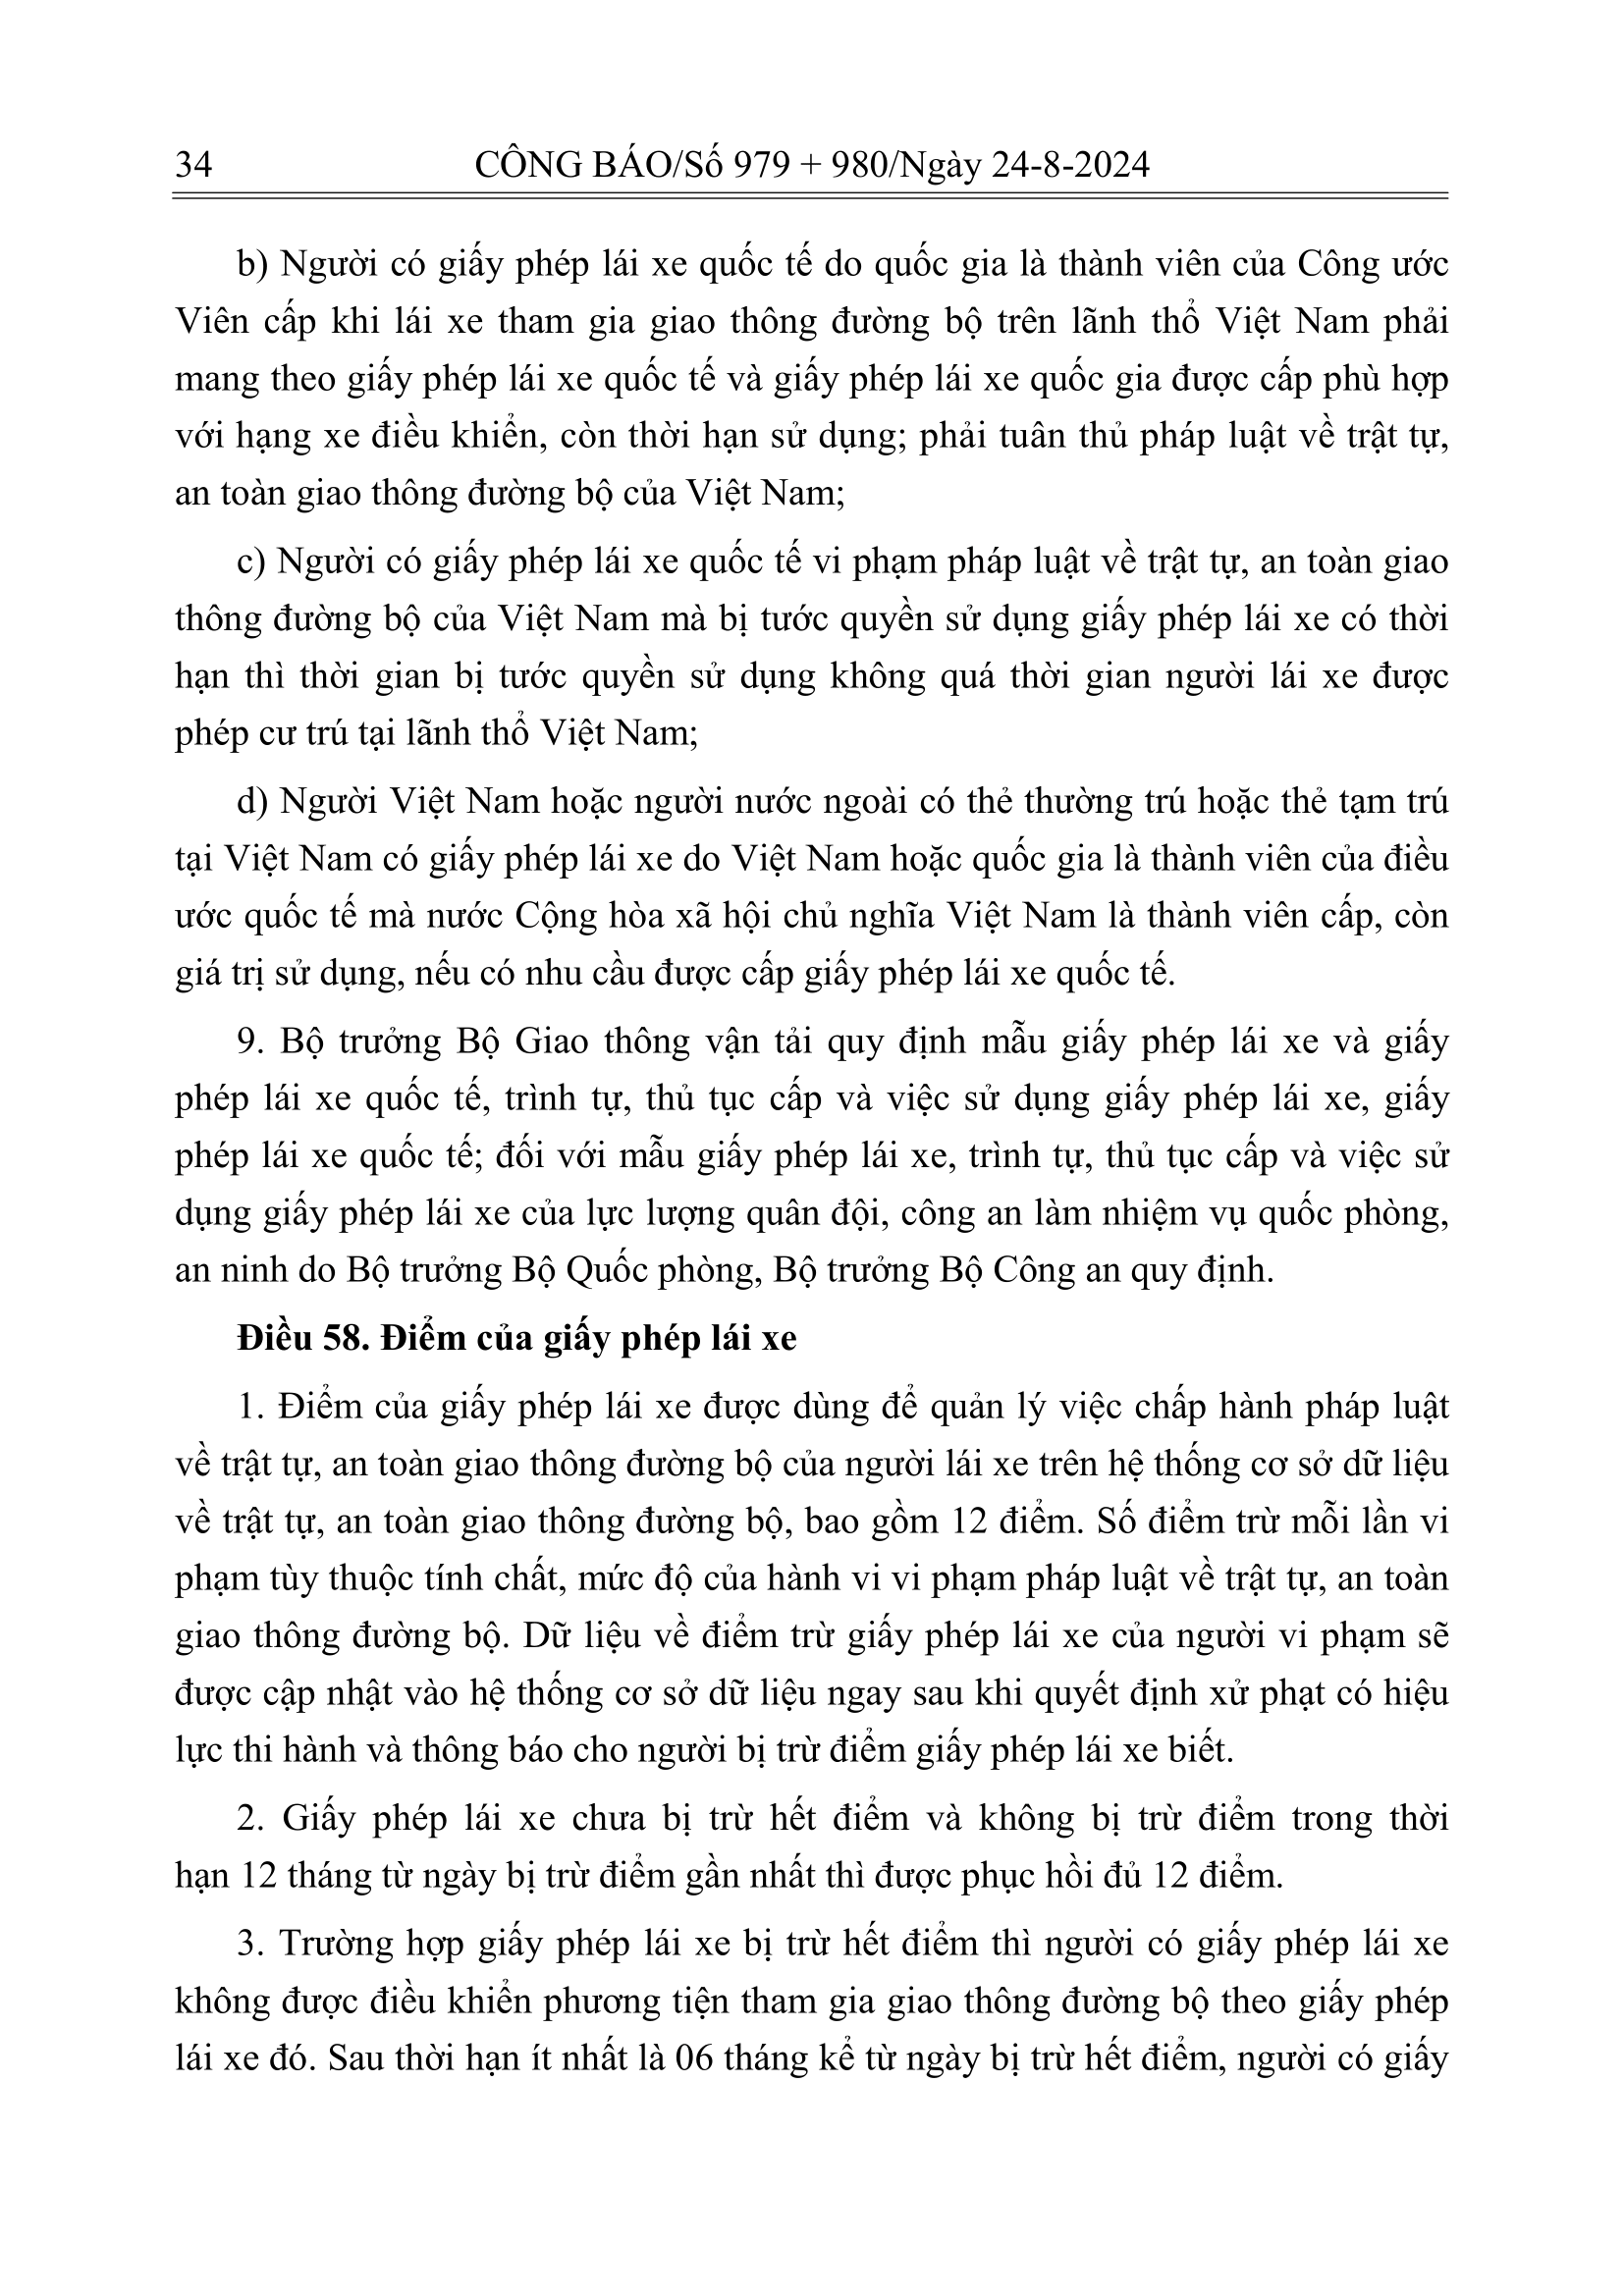 34
CÔNG BÁO/Số 979 + 980/Ngày 24-8-2024
b) Người có giấy phép lái xe quốc tế do quốc gia là thành viên của Công ước
Viên cấp khi lái xe tham gia giao thông đường bộ trên lãnh thổ Việt Nam phải
mang theo giấy phép lái xe quốc tế và giấy phép lái xe quốc gia được cấp phù hợp
với hạng xe điều khiển, còn thời hạn sử dụng; phải tuân thủ pháp luật về trật tự,
an toàn giao thông đường bộ của Việt Nam;
c) Người có giấy phép lái xe quốc tế vi phạm pháp luật về trật tự, an toàn giao
thông đường bộ của Việt Nam mà bị tước quyền sử dụng giấy phép lái xe có thời
hạn thì thời gian bị tước quyền sử dụng không quá thời gian người lái xe được
phép cư trú tại lãnh thổ Việt Nam;
d) Người Việt Nam hoặc người nước ngoài có thẻ thường trú hoặc thẻ tạm trú
tại Việt Nam có giấy phép lái xe do Việt Nam hoặc quốc gia là thành viên của điều
ước quốc tế mà nước Cộng hòa xã hội chủ nghĩa Việt Nam là thành viên cấp, còn
giá trị sử dụng, nếu có nhu cầu được cấp giấy phép lái xe quốc tế.
9. Bộ trưởng Bộ Giao thông vận tải quy định mẫu giấy phép lái xe và giấy
phép lái xe quốc tế, trình tự, thủ tục cấp và việc sử dụng giấy phép lái xe, giấy
phép lái xe quốc tế; đối với mẫu giấy phép lái xe, trình tự, thủ tục cấp và việc sử
dụng giấy phép lái xe của lực lượng quân đội, công an làm nhiệm vụ quốc phòng,
an ninh do Bộ trưởng Bộ Quốc phòng, Bộ trưởng Bộ Công an quy định.
Điều 58. Điểm của giấy phép lái xe
1. Điểm của giấy phép lái xe được dùng để quản lý việc chấp hành pháp luật
về trật tự, an toàn giao thông đường bộ của người lái xe trên hệ thống cơ sở dữ liệu
về trật tự, an toàn giao thông đường bộ, bao gồm 12 điểm. Số điểm trừ mỗi lần vi
phạm tùy thuộc tính chất, mức độ của hành vi vi phạm pháp luật về trật tự, an toàn
giao thông đường bộ. Dữ liệu về điểm trừ giấy phép lái xe của người vi phạm sẽ
được cập nhật vào hệ thống cơ sở dữ liệu ngay sau khi quyết định xử phạt có hiệu
lực thi hành và thông báo cho người bị trừ điểm giấy phép lái xe biết.
2. Giấy phép lái xe chưa bị trừ hết điểm và không bị trừ điểm trong thời
hạn 12 tháng từ ngày bị trừ điểm gần nhất thì được phục hồi đủ 12 điểm.
3. Trường hợp giấy phép lái xe bị trừ hết điểm thì người có giấy phép lái xe
không được điều khiển phương tiện tham gia giao thông đường bộ theo giấy phép
lái xe đó. Sau thời hạn ít nhất là 06 tháng kể từ ngày bị trừ hết điểm, người có giấy